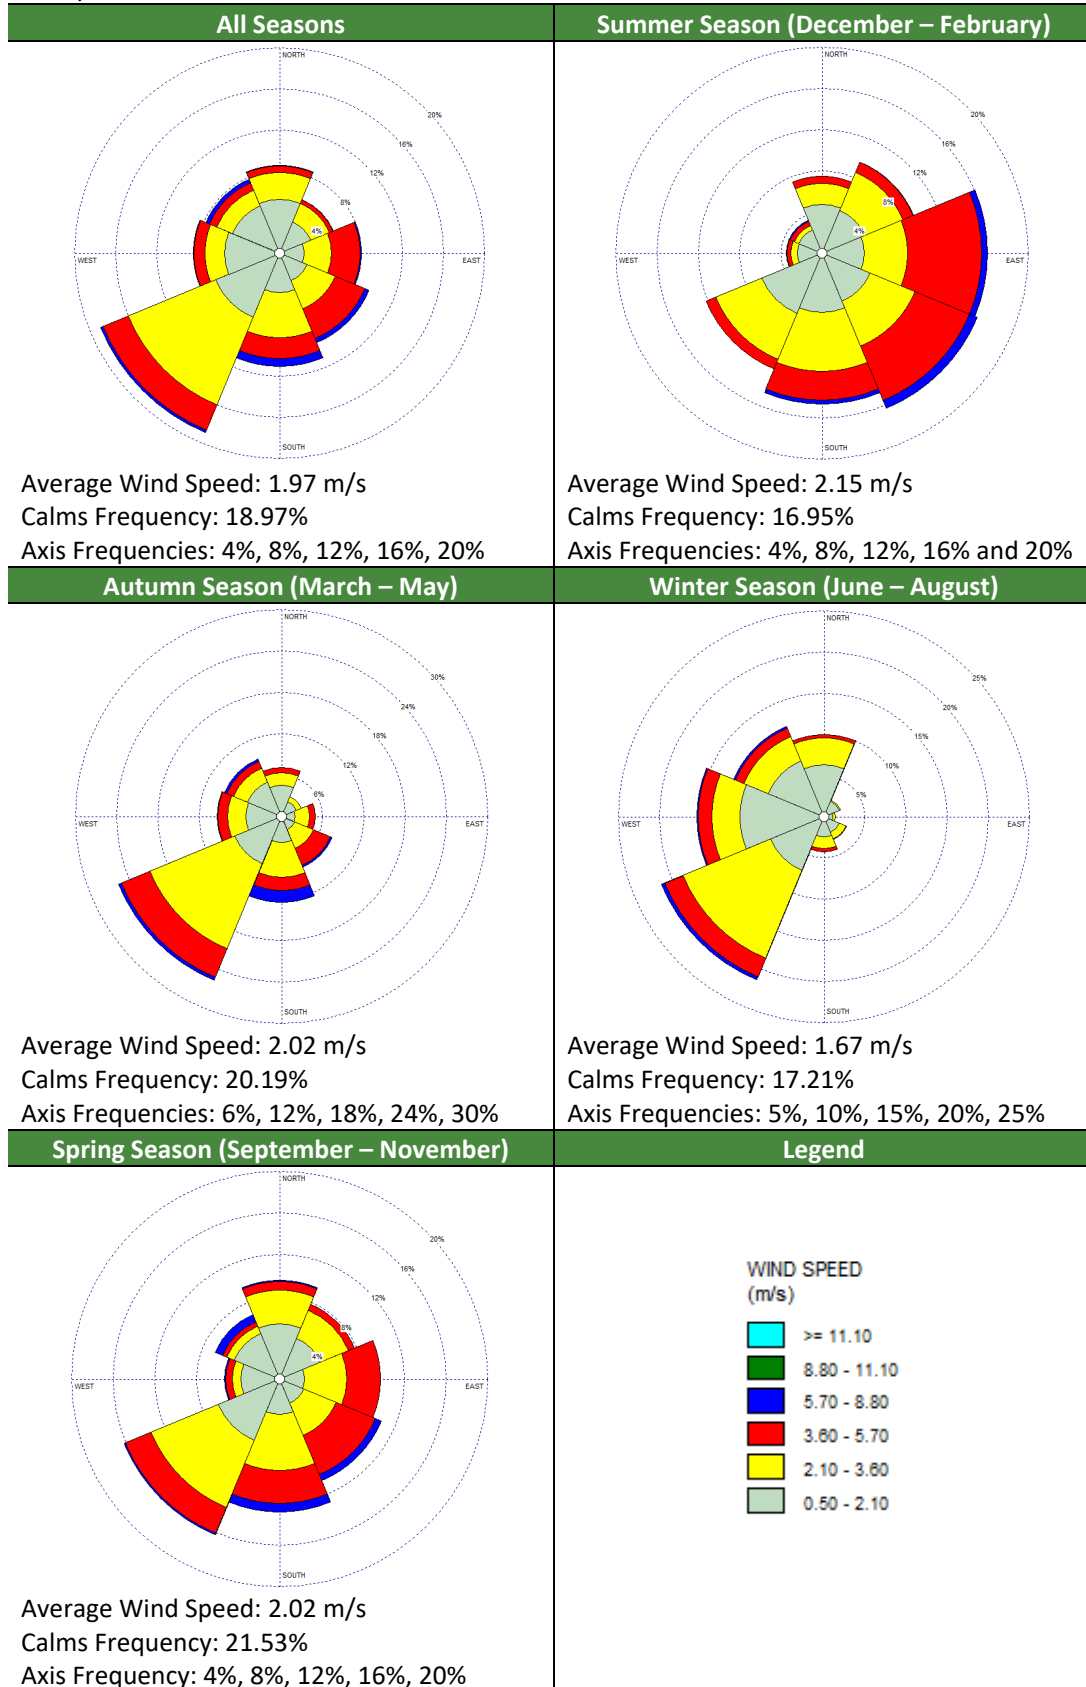 All Seasons
Summer Season (December – February)
NORTH
20%
16%
12%
8%
4%
WEST
EAST
SOUTH
NORTH
20%
16%
12%
8%
4%
WEST
EAST
SOUTH
Average Wind Speed: 1.97 m/s
Calms Frequency: 18.97%
Axis Frequencies: 4%, 8%, 12%, 16%, 20%
Average Wind Speed: 2.15 m/s
Calms Frequency: 16.95%
Axis Frequencies: 4%, 8%, 12%, 16% and 20%
Autumn Season (March – May)
Winter Season (June – August)
NORTH
30%
24%
18%
12%
6%
WEST
EAST
SOUTH
NORTH
25%
20%
15%
10%
5%
WEST
EAST
SOUTH
Average Wind Speed: 2.02 m/s
Calms Frequency: 20.19%
Axis Frequencies: 6%, 12%, 18%, 24%, 30%
Average Wind Speed: 1.67 m/s
Calms Frequency: 17.21%
Axis Frequencies: 5%, 10%, 15%, 20%, 25%
Spring Season (September – November)
Legend
NORTH
20%
16%
12%
8%
4%
WEST
EAST
SOUTH
WIND SPEED
(m/s)
>= 11.10
8.80 - 11.10
5.70 - 8.80
3.60 - 5.70
2.10 - 3.60
0.50 - 2.10
Average Wind Speed: 2.02 m/s
Calms Frequency: 21.53%
Axis Frequency: 4%, 8%, 12%, 16%, 20%